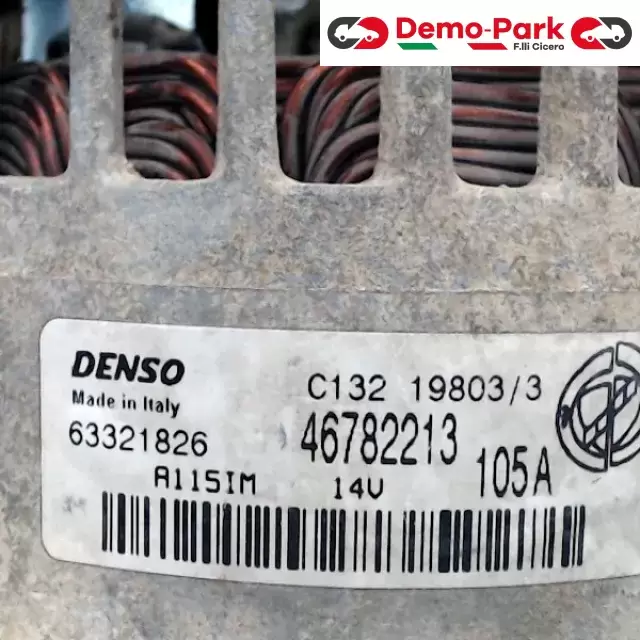 Demo-Park
F.lli Cicero
DENSO
Made in Italy
C132 19803/3
63321826
46782213
105A
A115IM
14V